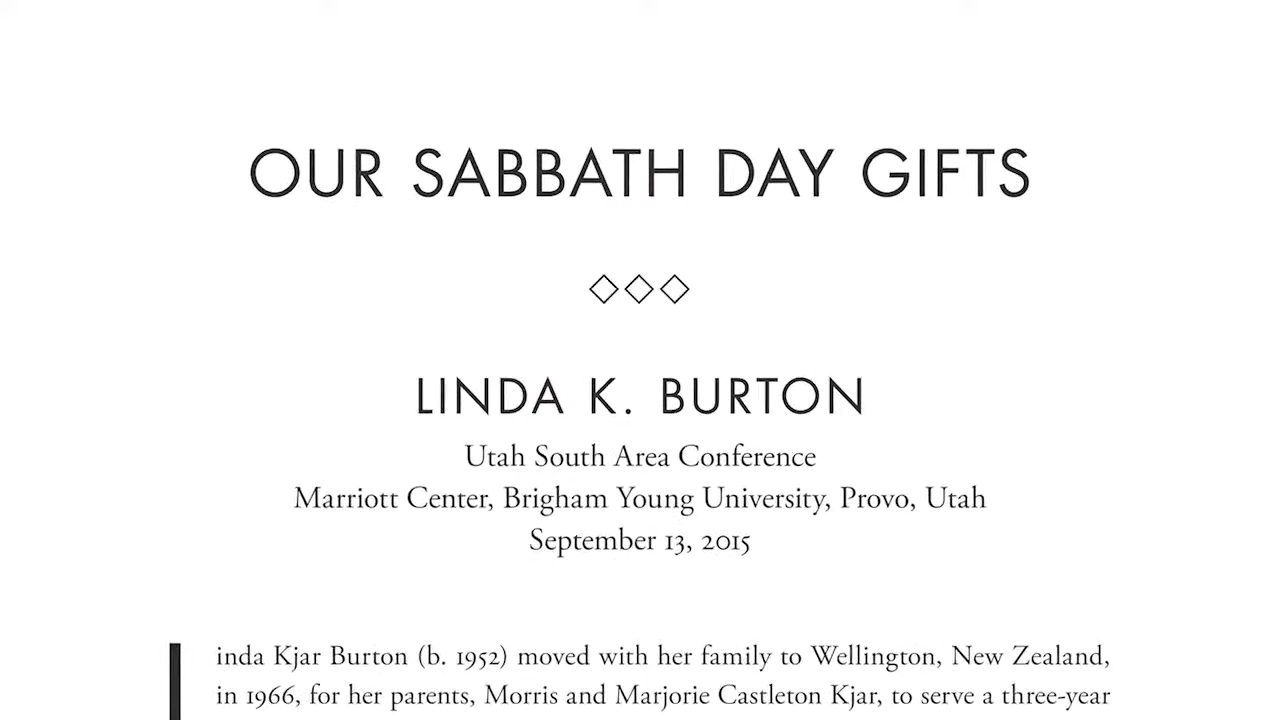 OUR SABBATH DAY GIFTS
LINDA K. BURTON
Utah South Area Conference
Marriott Center, Brigham Young University, Provo, Utah
September 13, 2015
inda Kjar Burton (b. 1952) moved with her family to Wellington, New Zealand,
in 1966, for her parents, Morris and Marjorie Castleton Kjar, to serve a three-year